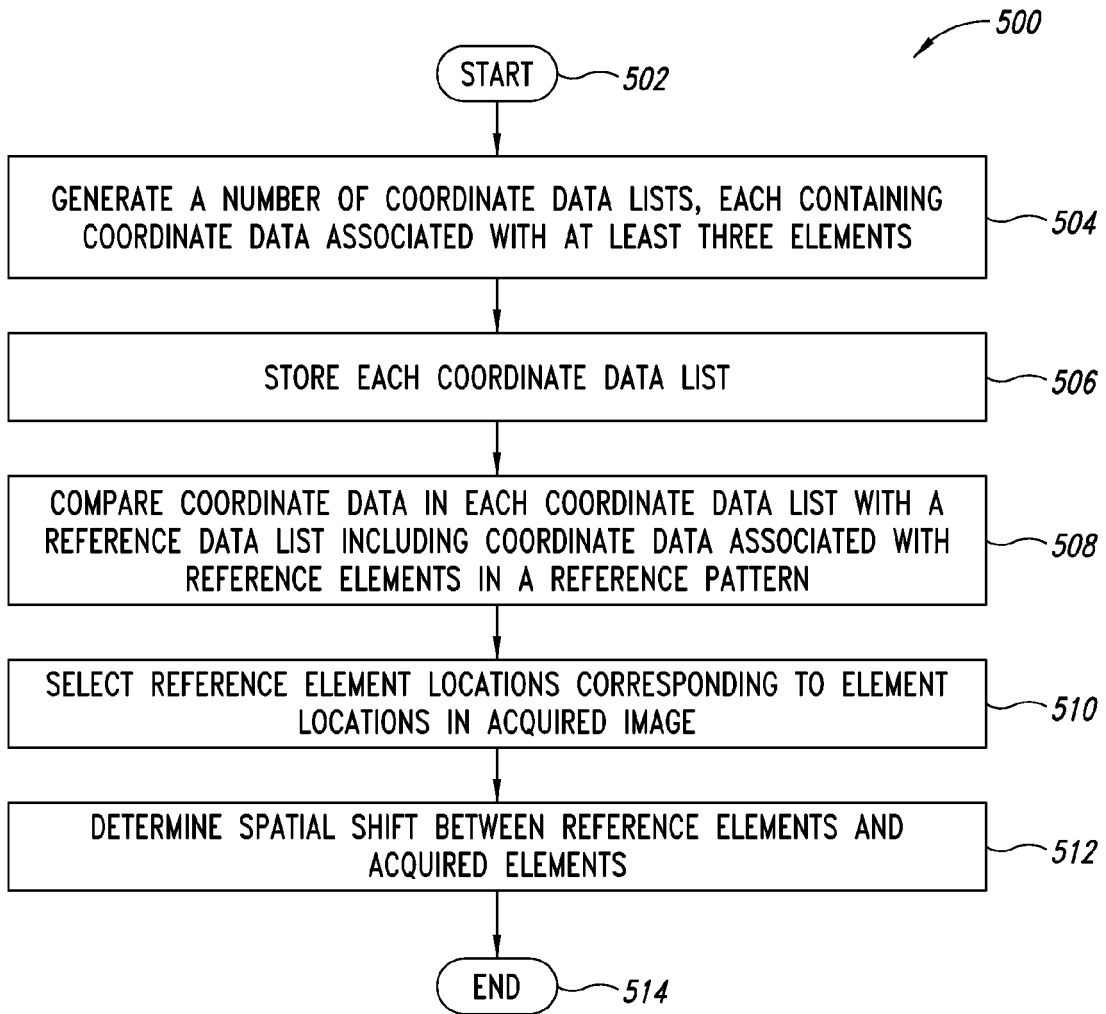 500
START
502
GENERATE A NUMBER OF COORDINATE DATA LISTS, EACH CONTAINING
COORDINATE DATA ASSOCIATED WITH AT LEAST THREE ELEMENTS
504
STORE EACH COORDINATE DATA LIST
506
COMPARE COORDINATE DATA IN EACH COORDINATE DATA LIST WITH A
REFERENCE DATA LIST INCLUDING COORDINATE DATA ASSOCIATED WITH
REFERENCE ELEMENTS IN A REFERENCE PATTERN
508
SELECT REFERENCE ELEMENT LOCATIONS CORRESPONDING TO ELEMENT
LOCATIONS IN ACQUIRED IMAGE
510
DETERMINE SPATIAL SHIFT BETWEEN REFERENCE ELEMENTS AND
ACQUIRED ELEMENTS
512
END
514